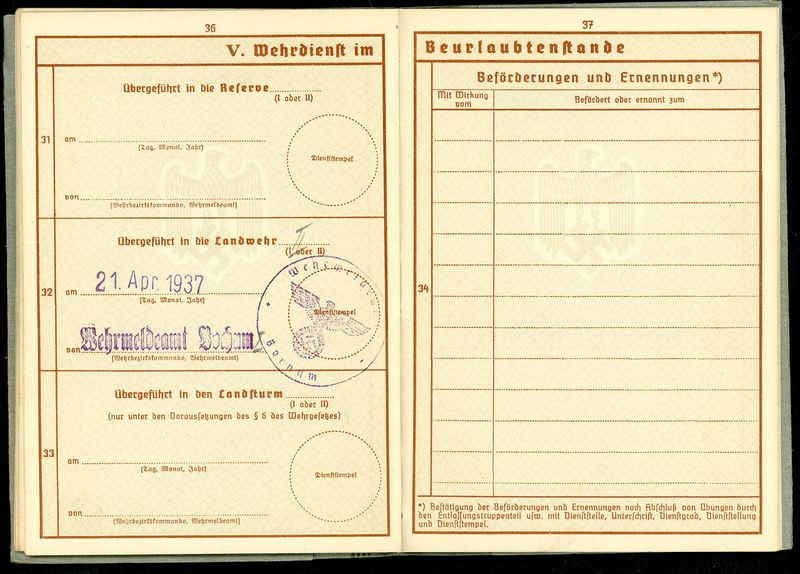 36
V. Wehrdienst im
Übergeführt in die Reserve
(I oder II)
31
am
(Tag, Monat, Jahr)
Dienststempel
von
(Wehrbezirkskommando, Wehrmeldeamt)
Übergeführt in die Landwehr II
(I oder II)
32
am 21. Apr. 1937
(Tag, Monat, Jahr)
Dienststempel
Wehrmeldeamt
Bochum
von Wehrmeldeamt Bochum
(Wehrbezirkskommando, Wehrmeldeamt)
Übergeführt in den Landsturm
(I oder II)
(nur unter den Voraussetzungen des § 6 des Wehrgesetzes)
33
am
(Tag, Monat, Jahr)
Dienststempel
von
(Wehrbezirkskommando, Wehrmeldeamt)
37
Beurlaubtenstande
Beförderungen und Ernennungen*)
Mit Wirkung
vom
Befördert oder ernannt zum
34
*) Bestätigung der Beförderungen und Ernennungen nach Abschluß von Übungen durch
den Entlassungstruppenteil usw. mit Dienststelle, Unterschrift, Dienstgrad, Dienststellung
und Dienststempel.